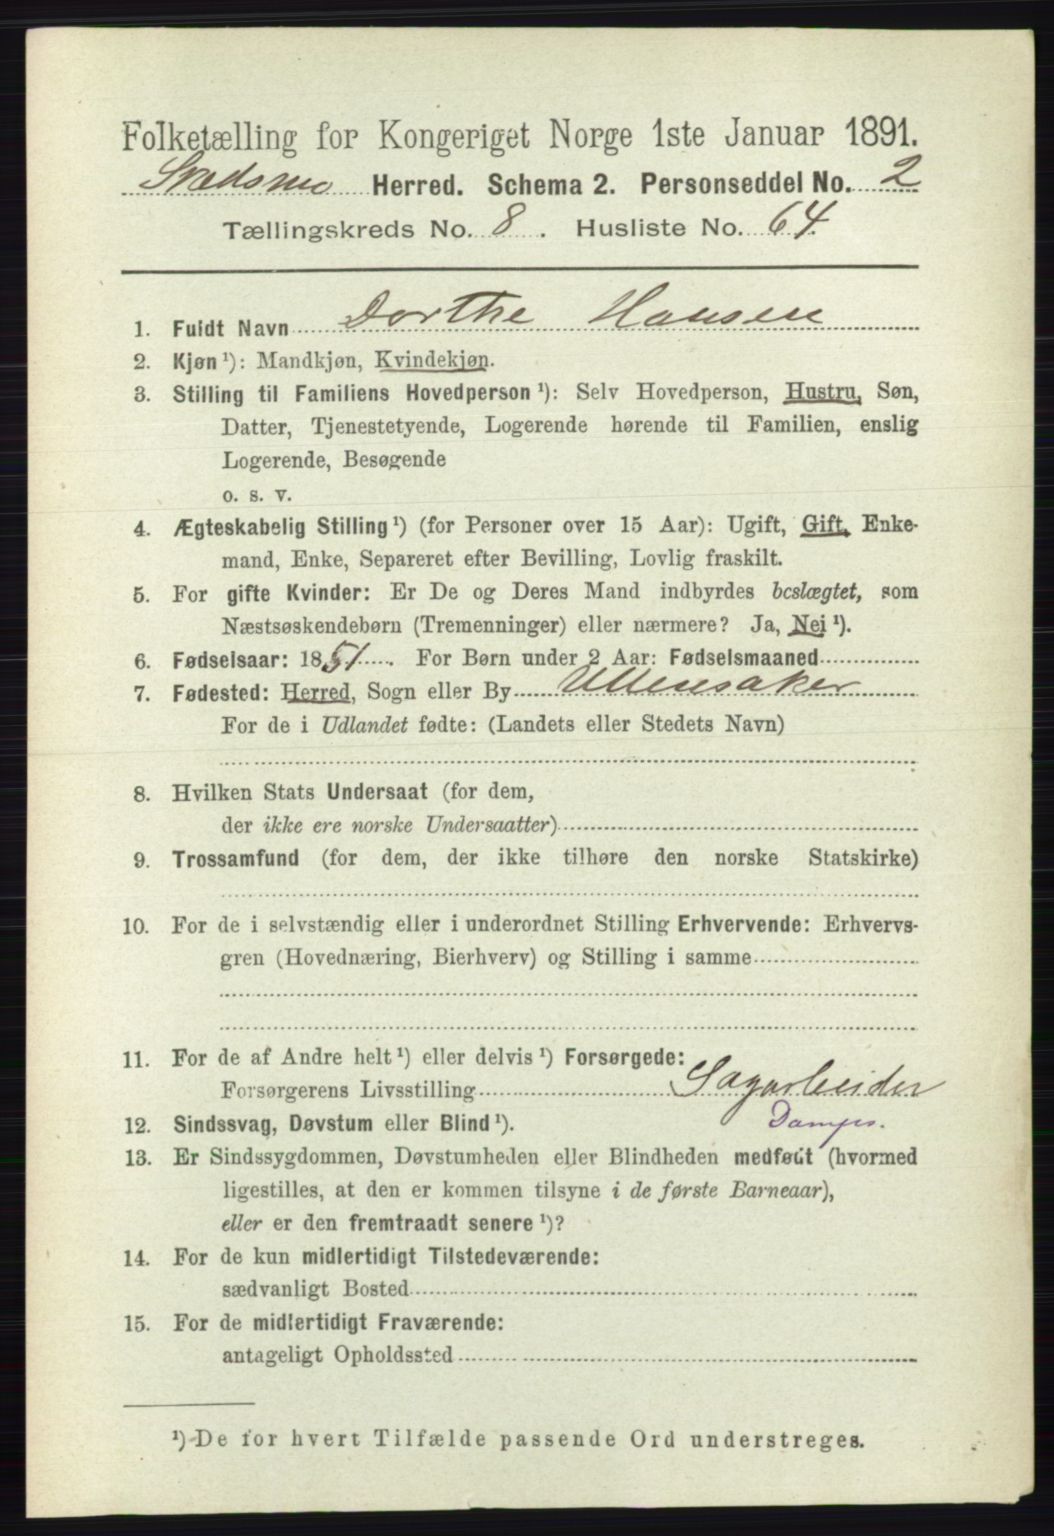 Folketælling for Kongeriget Norge 1ste Januar 1891.
Skedsmo Herred. Schema 2. Personseddel No. 2
Tællingskreds No. 8. Husliste No. 64.
1. Fuldt Navn Dorthe Hansen
2. Kjøn ¹): Mandkjøn, Kvindekjøn.
3. Stilling til Familiens Hovedperson ¹): Selv Hovedperson, Hustru, Søn,
Datter, Tjenestetyende, Logerende hørende til Familien, enslig
Logerende, Besøgende
o. s. v.
4. Ægteskabelig Stilling ¹) (for Personer over 15 Aar): Ugift, Gift, Enke-
mand, Enke, Separeret efter Bevilling, Lovlig fraskilt.
5. For gifte Kvinder: Er De og Deres Mand indbyrdes beslægtet, som
Næstsøskendebørn (Tremenninger) eller nærmere? Ja, Nei ¹).
6. Fødselsaar: 1851. For Børn under 2 Aar: Fødselsmaaned
7. Fødested: Herred, Sogn eller By Ullensaker
For de i Udlandet fødte: (Landets eller Stedets Navn)
8. Hvilken Stats Undersaat (for dem,
der ikke ere norske Undersaatter)
9. Trossamfund (for dem, der ikke tilhøre den norske Statskirke)
10. For de i selvstændig eller i underordnet Stilling Erhvervende: Erhvervs-
gren (Hovednæring, Bierhverv) og Stilling i samme
11. For de af Andre helt ¹) eller delvis ¹) Forsørgede:
Forsørgerens Livsstilling Sagarbeider
12. Sindssvag, Døvstum eller Blind ¹). Damps.
13. Er Sindssygdommen, Døvstumheden eller Blindheden medfødt (hvormed
ligestilles, at den er kommen tilsyne i de første Barneaar),
eller er den fremtraadt senere ¹)?
14. For de kun midlertidigt Tilstedeværende:
sædvanligt Bosted
15. For de midlertidigt Fraværende:
antageligt Opholdssted
¹) De for hvert Tilfælde passende Ord understreges.